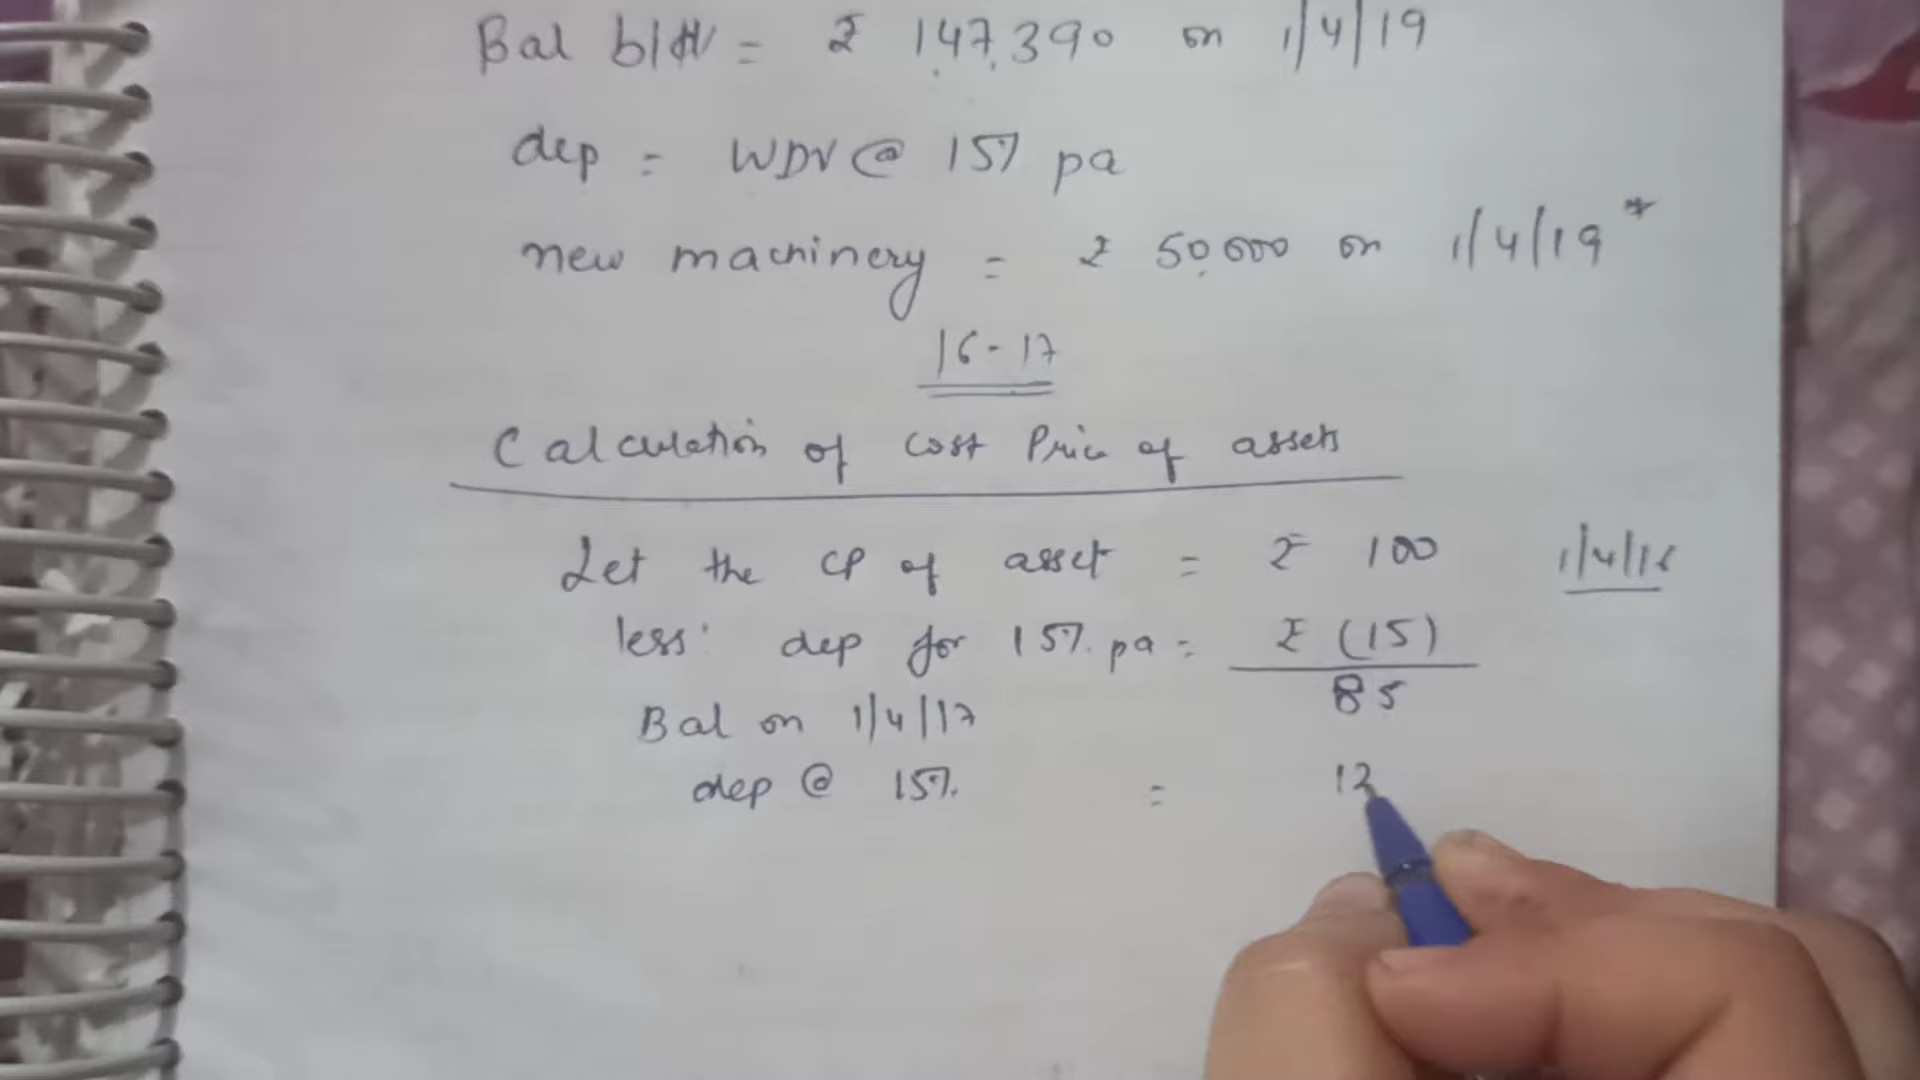 Bal b/d = ₹ 147,390 on 1/4/19
dep = WDV @ 15% pa
new machinery = ₹ 50,000 on 1/4/19 *
16-17
Calculation of cost Price of assets
Let the CP of asset = ₹ 100 1/4/16
less: dep for 15% pa = ₹ (15)
85
Bal on 1/4/17
dep @ 15% = 12